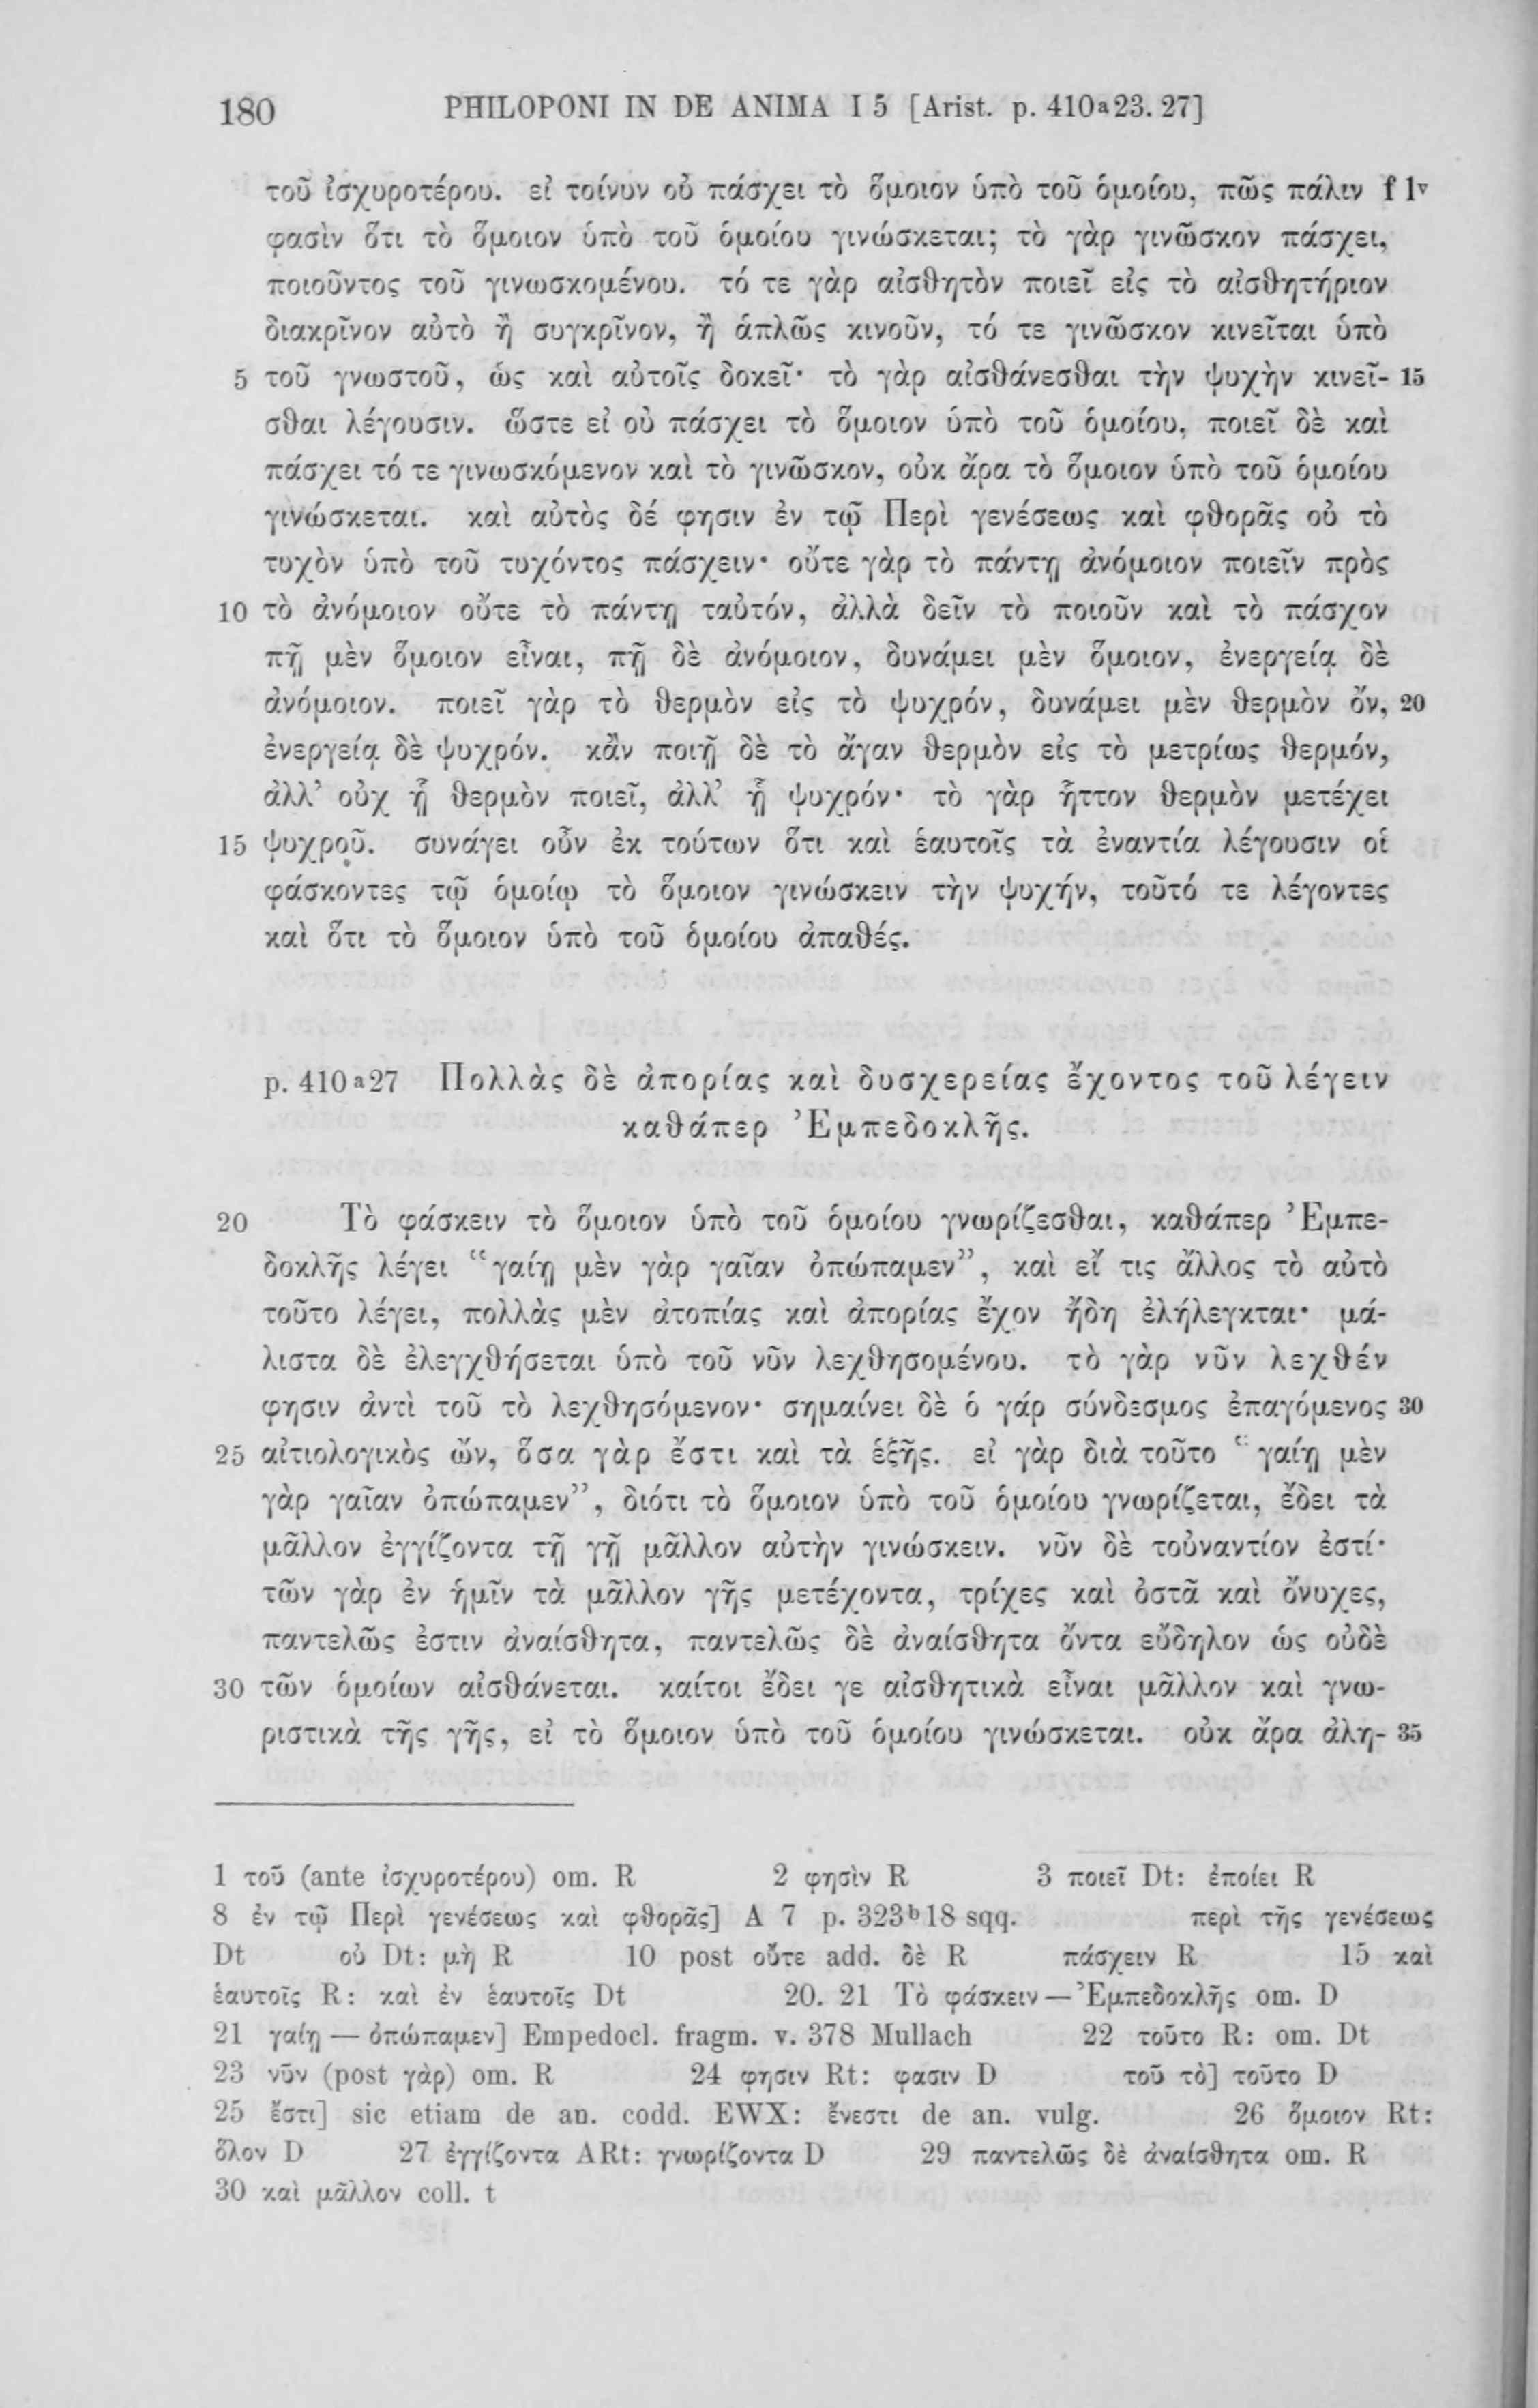 180 PHILOPONI IN DE ANIMA I 5 [Arist. p. 410ª23. 27]
τοῦ ἰσχυροτέρου. εἰ τοίνυν οὐ πάσχει τὸ ὅμοιον ὑπὸ τοῦ ὁμοίου, πῶς πάλιν f 1ᵛ
φασὶν ὅτι τὸ ὅμοιον ὑπὸ τοῦ ὁμοίου γινώσκεται; τὸ γὰρ γινῶσκον πάσχει,
ποιοῦντος τοῦ γινωσκομένου. τό τε γὰρ αἰσθητὸν ποιεῖ εἰς τὸ αἰσθητήριον
διακρῖνον αὐτὸ ἢ συγκρῖνον, ἢ ἁπλῶς κινοῦν, τό τε γινῶσκον κινεῖται ὑπὸ
5 τοῦ γνωστοῦ, ὡς καὶ αὐτοῖς δοκεῖ· τὸ γὰρ αἰσθάνεσθαι τὴν ψυχὴν κινεῖ- 15
σθαι λέγουσιν. ὥστε εἰ οὐ πάσχει τὸ ὅμοιον ὑπὸ τοῦ ὁμοίου, ποιεῖ δὲ καὶ
πάσχει τό τε γινωσκόμενον καὶ τὸ γινῶσκον, οὐκ ἄρα τὸ ὅμοιον ὑπὸ τοῦ ὁμοίου
γινώσκεται. καὶ αὐτὸς δέ φησιν ἐν τῷ Περὶ γενέσεως καὶ φθορᾶς οὐ τὸ
τυχὸν ὑπὸ τοῦ τυχόντος πάσχειν· οὔτε γὰρ τὸ πάντῃ ἀνόμοιον ποιεῖν πρὸς
10 τὸ ἀνόμοιον οὔτε τὸ πάντῃ ταὐτόν, ἀλλὰ δεῖν τὸ ποιοῦν καὶ τὸ πάσχον
πῇ μὲν ὅμοιον εἶναι, πῇ δὲ ἀνόμοιον, δυνάμει μὲν ὅμοιον, ἐνεργείᾳ δὲ
ἀνόμοιον. ποιεῖ γὰρ τὸ θερμὸν εἰς τὸ ψυχρόν, δυνάμει μὲν θερμὸν ὄν, 20
ἐνεργείᾳ δὲ ψυχρόν. κἂν ποιῇ δὲ τὸ ἄγαν θερμὸν εἰς τὸ μετρίως θερμόν,
ἀλλ’ οὐχ ᾗ θερμὸν ποιεῖ, ἀλλ’ ᾗ ψυχρόν· τὸ γὰρ ἧττον θερμὸν μετέχει
15 ψυχροῦ. συνάγει οὖν ἐκ τούτων ὅτι καὶ ἑαυτοῖς τὰ ἐναντία λέγουσιν οἱ
φάσκοντες τῷ ὁμοίῳ τὸ ὅμοιον γινώσκειν τὴν ψυχήν, τοῦτό τε λέγοντες
καὶ ὅτι τὸ ὅμοιον ὑπὸ τοῦ ὁμοίου ἀπαθές.
p. 410ª27 Πολλὰς δὲ ἀπορίας καὶ δυσχερείας ἔχοντος τοῦ λέγειν
καθάπερ Ἐμπεδοκλῆς.
20 Τὸ φάσκειν τὸ ὅμοιον ὑπὸ τοῦ ὁμοίου γνωρίζεσθαι, καθάπερ Ἐμπε-
δοκλῆς λέγει “γαίῃ μὲν γὰρ γαῖαν ὀπώπαμεν”, καὶ εἴ τις ἄλλος τὸ αὐτὸ
τοῦτο λέγει, πολλὰς μὲν ἀτοπίας καὶ ἀπορίας ἔχον ἤδη ἐλήλεγκται· μά-
λιστα δὲ ἐλεγχθήσεται ὑπὸ τοῦ νῦν λεχθησομένου. τὸ γὰρ νῦν λεχθέν
φησιν ἀντὶ τοῦ τὸ λεχθησόμενον· σημαίνει δὲ ὁ γάρ σύνδεσμος ἐπαγόμενος 30
25 αἰτιολογικὸς ὤν, ὅσα γὰρ ἔστι καὶ τὰ ἑξῆς. εἰ γὰρ διὰ τοῦτο “γαίῃ μὲν
γὰρ γαῖαν ὀπώπαμεν”, διότι τὸ ὅμοιον ὑπὸ τοῦ ὁμοίου γνωρίζεται, ἔδει τὰ
μᾶλλον ἐγγίζοντα τῇ γῇ μᾶλλον αὐτὴν γινώσκειν. νῦν δὲ τοὐναντίον ἐστί·
τῶν γὰρ ἐν ἡμῖν τὰ μᾶλλον γῆς μετέχοντα, τρίχες καὶ ὀστᾶ καὶ ὄνυχες,
παντελῶς ἐστιν ἀναίσθητα, παντελῶς δὲ ἀναίσθητα ὄντα εὔδηλον ὡς οὐδὲ
30 τῶν ὁμοίων αἰσθάνεται. καίτοι ἔδει γε αἰσθητικὰ εἶναι μᾶλλον καὶ γνω-
ριστικὰ τῆς γῆς, εἰ τὸ ὅμοιον ὑπὸ τοῦ ὁμοίου γινώσκεται. οὐκ ἄρα ἀλη- 35
1 τοῦ (ante ἰσχυροτέρου) om. R 2 φησὶν R 3 ποιεῖ Dt: ἐποίει R
8 ἐν τῷ Περὶ γενέσεως καὶ φθορᾶς] A 7 p. 323ᵇ18 sqq. περὶ τῆς γενέσεως
Dt οὐ Dt: μὴ R 10 post οὔτε add. δὲ R πάσχειν R 15 καὶ
ἑαυτοῖς R: καὶ ἐν ἑαυτοῖς Dt 20. 21 Τὸ φάσκειν — Ἐμπεδοκλῆς om. D
21 γαίῃ — ὀπώπαμεν] Empedocl. fragm. v. 378 Mullach 22 τοῦτο R: om. Dt
23 νῦν (post γὰρ) om. R 24 φησιν Rt: φασιν D τοῦ τὸ] τοῦτο D
25 ἔστι] sic etiam de an. codd. EWX: ἔνεστι de an. vulg. 26 ὅμοιον Rt:
ὅλον D 27 ἐγγίζοντα ARt: γνωρίζοντα D 29 παντελῶς δὲ ἀναίσθητα om. R
30 καὶ μᾶλλον coll. t